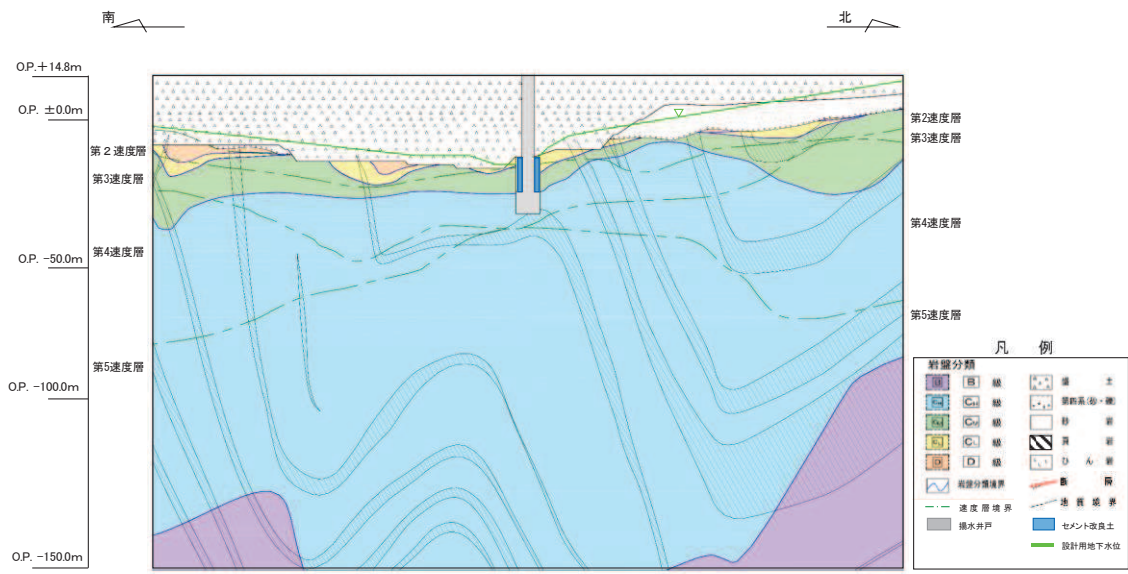 南
北
O.P.+14.8m
O.P. ±0.0m
第2速度層
第2速度層
第3速度層
第3速度層
第4速度層
第4速度層
O.P. -50.0m
第5速度層
第5速度層
O.P. -100.0m
O.P. -150.0m
凡 例
岩盤分類
B 級 盛 土
CH 級 第四系(砂・礫)
CM 級 砂 岩
CL 級 頁 岩
D D 級 ひ ん 岩
岩盤分類境界 断 層
速度層境界 地質境界
揚水井戸 セメント改良土
設計用地下水位